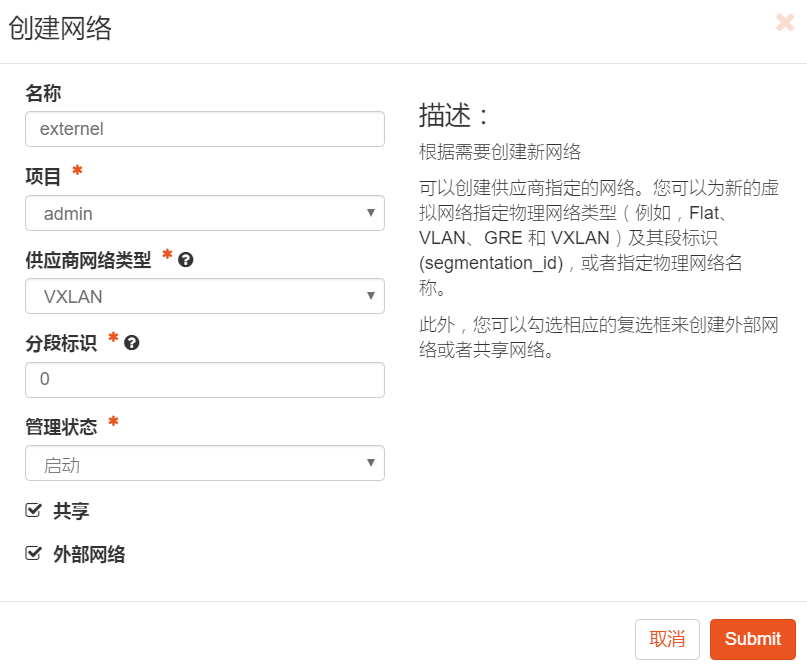 创建网络
名称
externel
项目 *
admin
供应商网络类型 *
VXLAN
分段标识 *
0
管理状态 *
启动
共享
外部网络
描述：
根据需要创建新网络
可以创建供应商指定的网络。您可以为新的虚
拟网络指定物理网络类型（例如，Flat、
VLAN、GRE 和 VXLAN）及其段标识
(segmentation_id)，或者指定物理网络名
称。
此外，您可以勾选相应的复选框来创建外部网
络或者共享网络。
取消
Submit